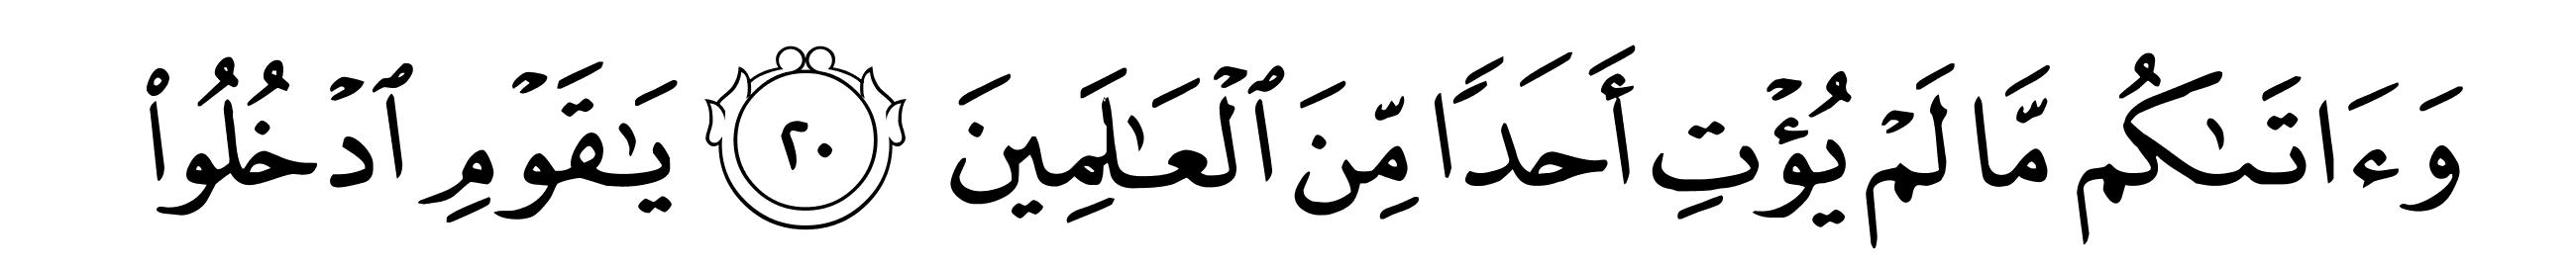 وَءَاتَىٰكُم مَّا لَمۡ يُؤۡتِ أَحَدًا مِّنَ ٱلۡعَٰلَمِينَ ٢٠ يَٰقَوۡمِ ٱدۡخُلُواْ